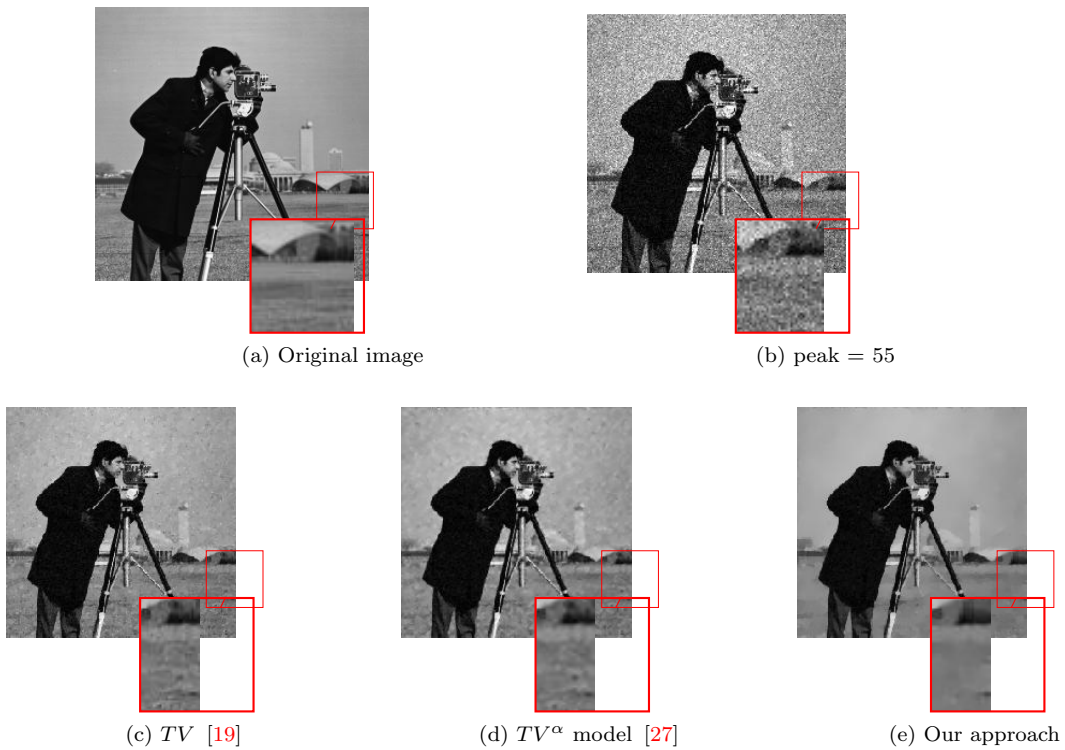 (a) Original image
(b) peak = 55
(c) TV [19]
(d) TV^α model [27]
(e) Our approach